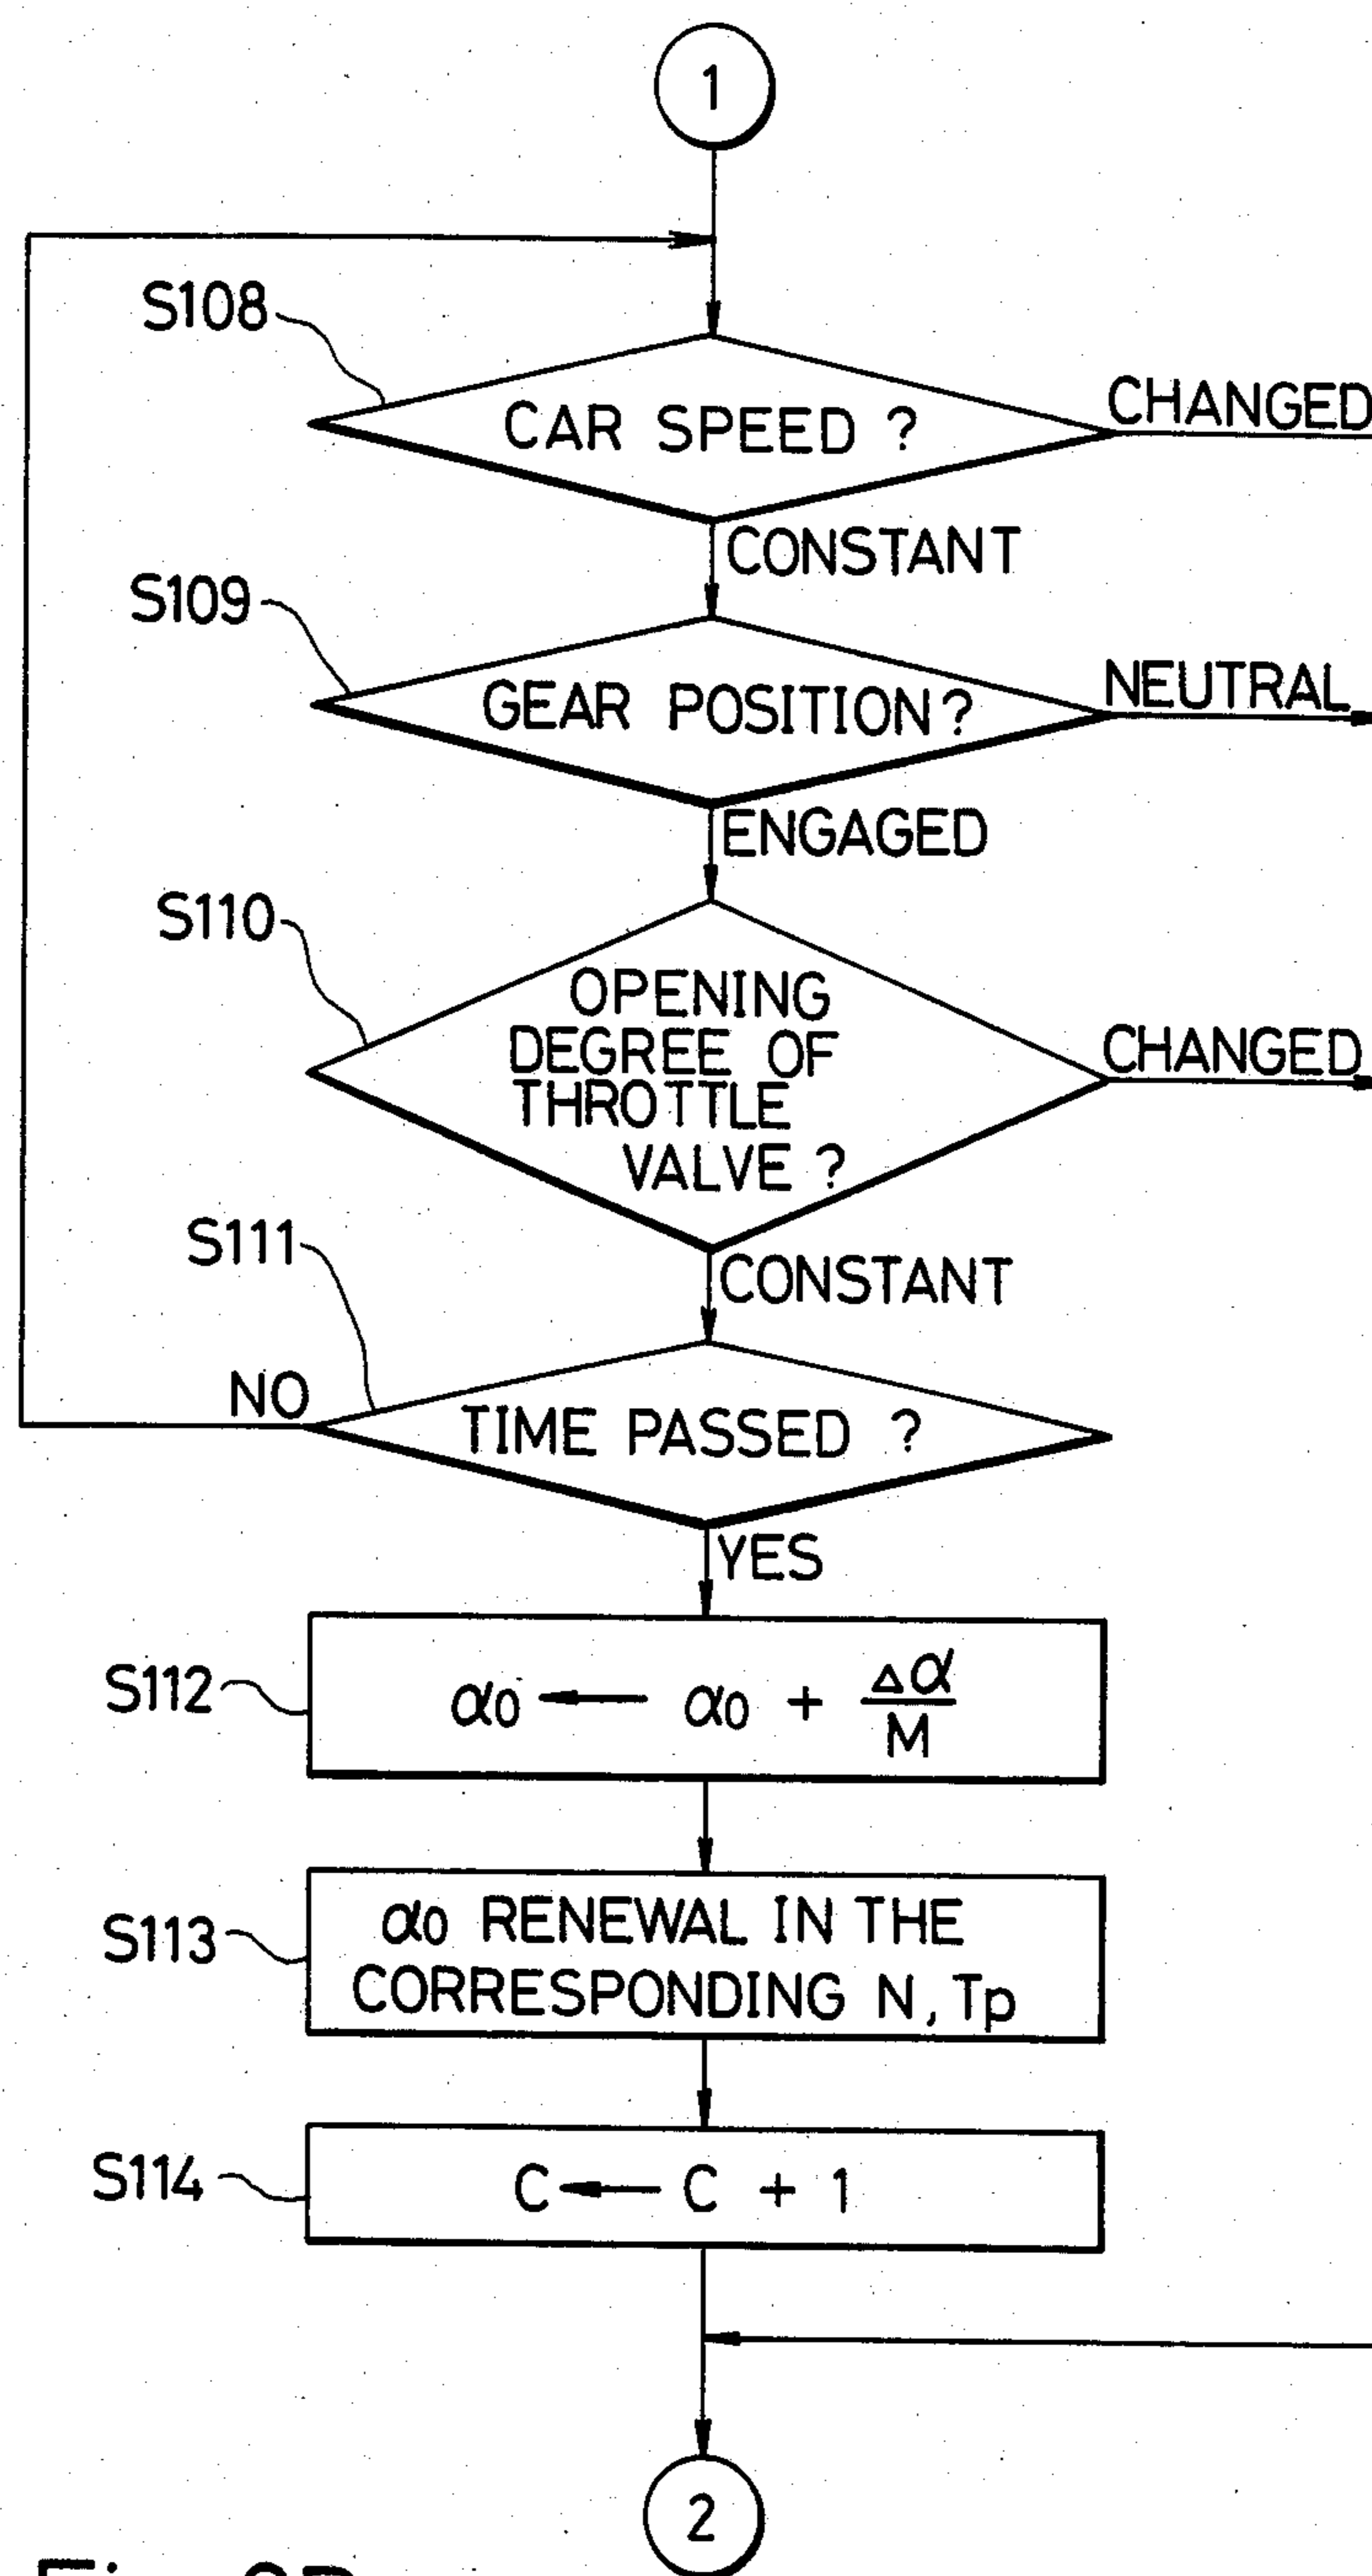 1
S108
CAR SPEED ?
CHANGED
CONSTANT
S109
GEAR POSITION?
NEUTRAL
ENGAGED
S110
OPENING
DEGREE OF
THROTTLE
VALVE ?
CHANGED
CONSTANT
S111
NO
TIME PASSED ?
YES
S112
α0 ← α0 + Δα/M
S113
α0 RENEWAL IN THE
CORRESPONDING N, Tp
S114
C ← C + 1
2